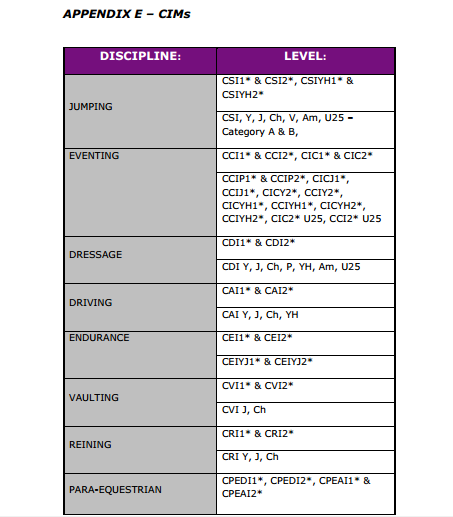 APPENDIX E – CIMs
DISCIPLINE:
LEVEL:
JUMPING
CSI1* & CSI2*, CSIYH1* &
CSIYH2*
CSI, Y, J, Ch, V, Am, U25 –
Category A & B,
EVENTING
CCI1* & CCI2*, CIC1* & CIC2*
CCIP1* & CCIP2*, CICJ1*,
CCIJ1*, CICY2*, CCIY2*,
CICYH1*, CCIYH1*, CICYH2*,
CCIYH2*, CIC2* U25, CCI2* U25
DRESSAGE
CDI1* & CDI2*
CDI Y, J, Ch, P, YH, Am, U25
DRIVING
CAI1* & CAI2*
CAI Y, J, Ch, YH
ENDURANCE
CEI1* & CEI2*
CEIYJ1* & CEIYJ2*
VAULTING
CVI1* & CVI2*
CVI J, Ch
REINING
CRI1* & CRI2*
CRI Y, J, Ch
PARA-EQUESTRIAN
CPEDI1*, CPEDI2*, CPEAI1* &
CPEAI2*